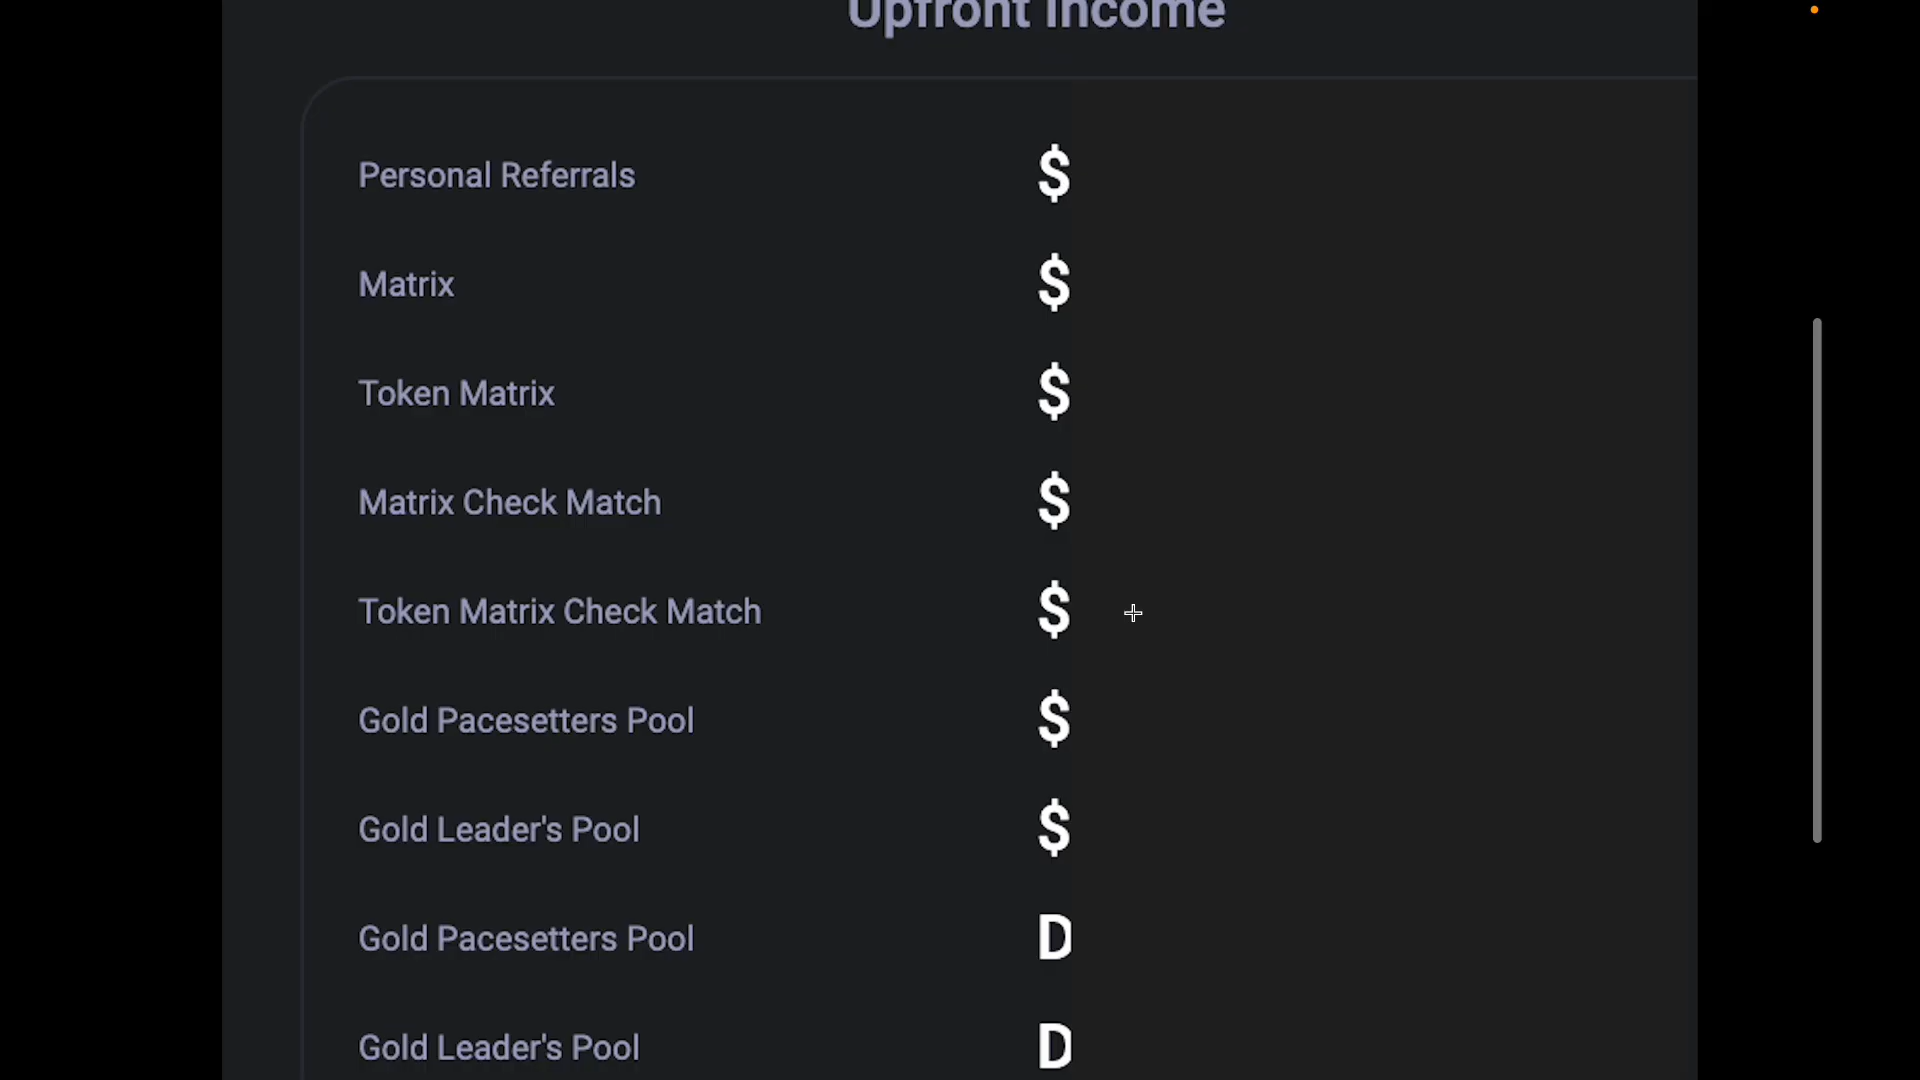 Upfront Income
Personal Referrals $
Matrix $
Token Matrix $
Matrix Check Match $
Token Matrix Check Match $
Gold Pacesetters Pool $
Gold Leader's Pool $
Gold Pacesetters Pool D
Gold Leader's Pool D